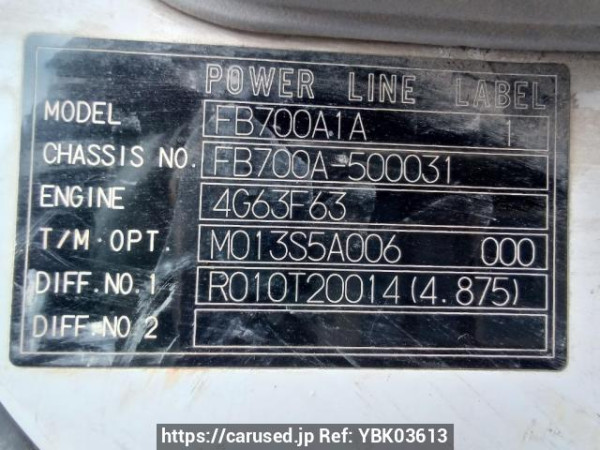 POWER LINE LABEL
MODEL FB700A1A 1
CHASSIS NO. FB700A-500031
ENGINE 4G63F63
T/M·OPT. M013S5A006 000
DIFF.NO.1 R010T20014(4.875)
DIFF.NO 2
https://carused.jp Ref: YBK03613